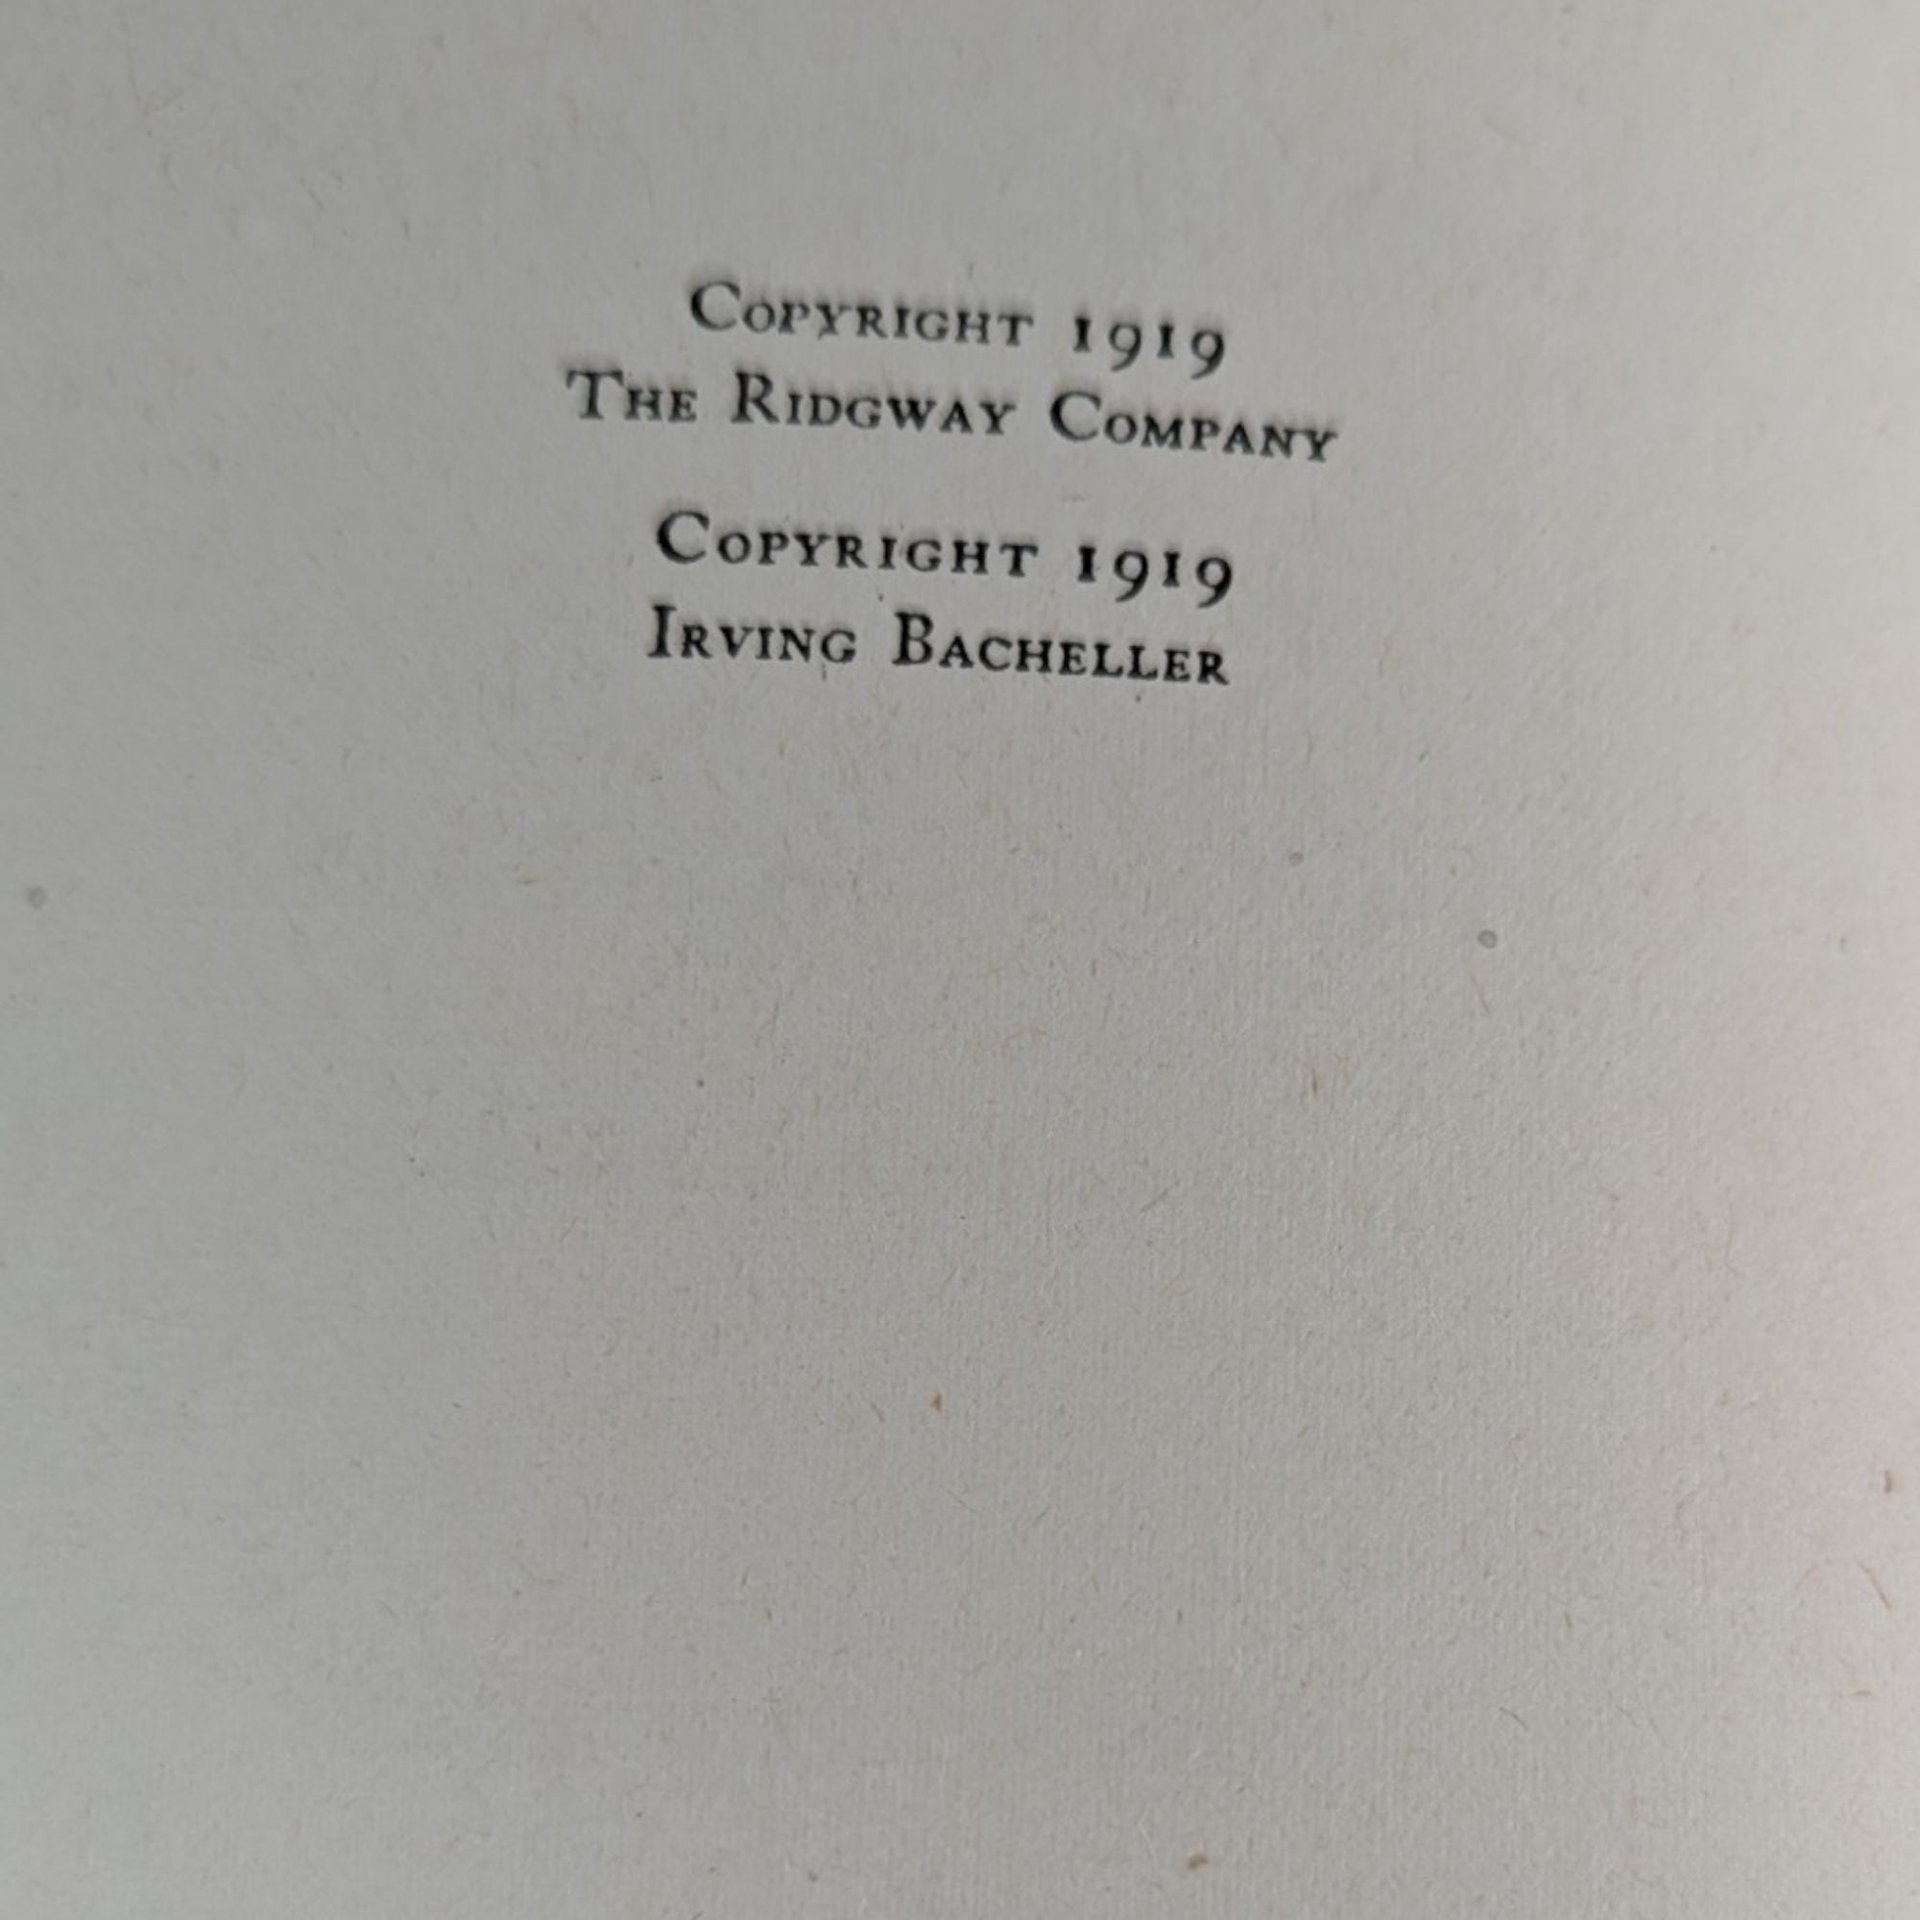 Copyright 1919
The Ridgway Company
Copyright 1919
Irving Bacheller